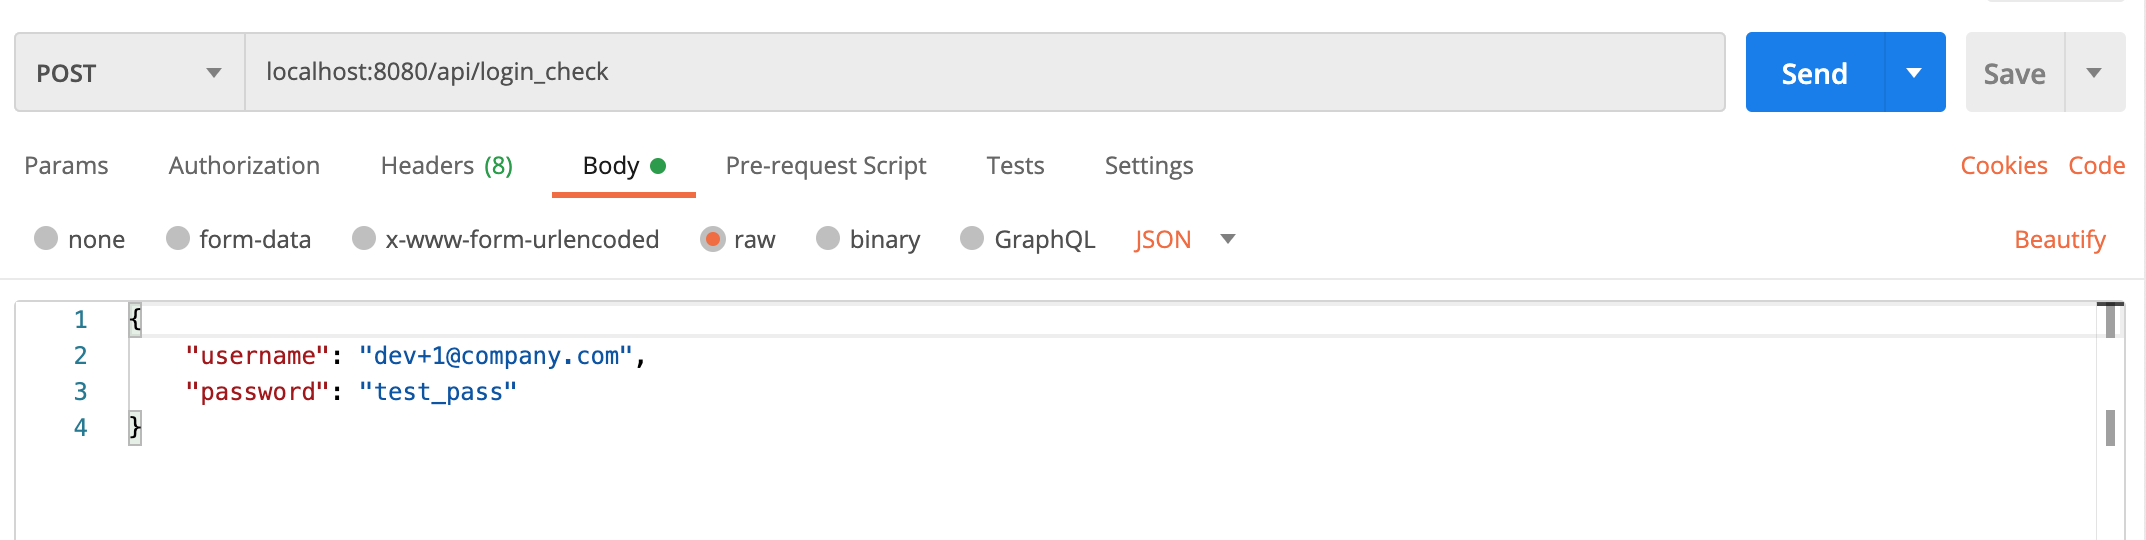 POST localhost:8080/api/login_check Send Save
Params Authorization Headers (8) Body Pre-request Script Tests Settings Cookies Code
none form-data x-www-form-urlencoded raw binary GraphQL JSON Beautify
1 {
2 "username": "dev+1@company.com",
3 "password": "test_pass"
4 }